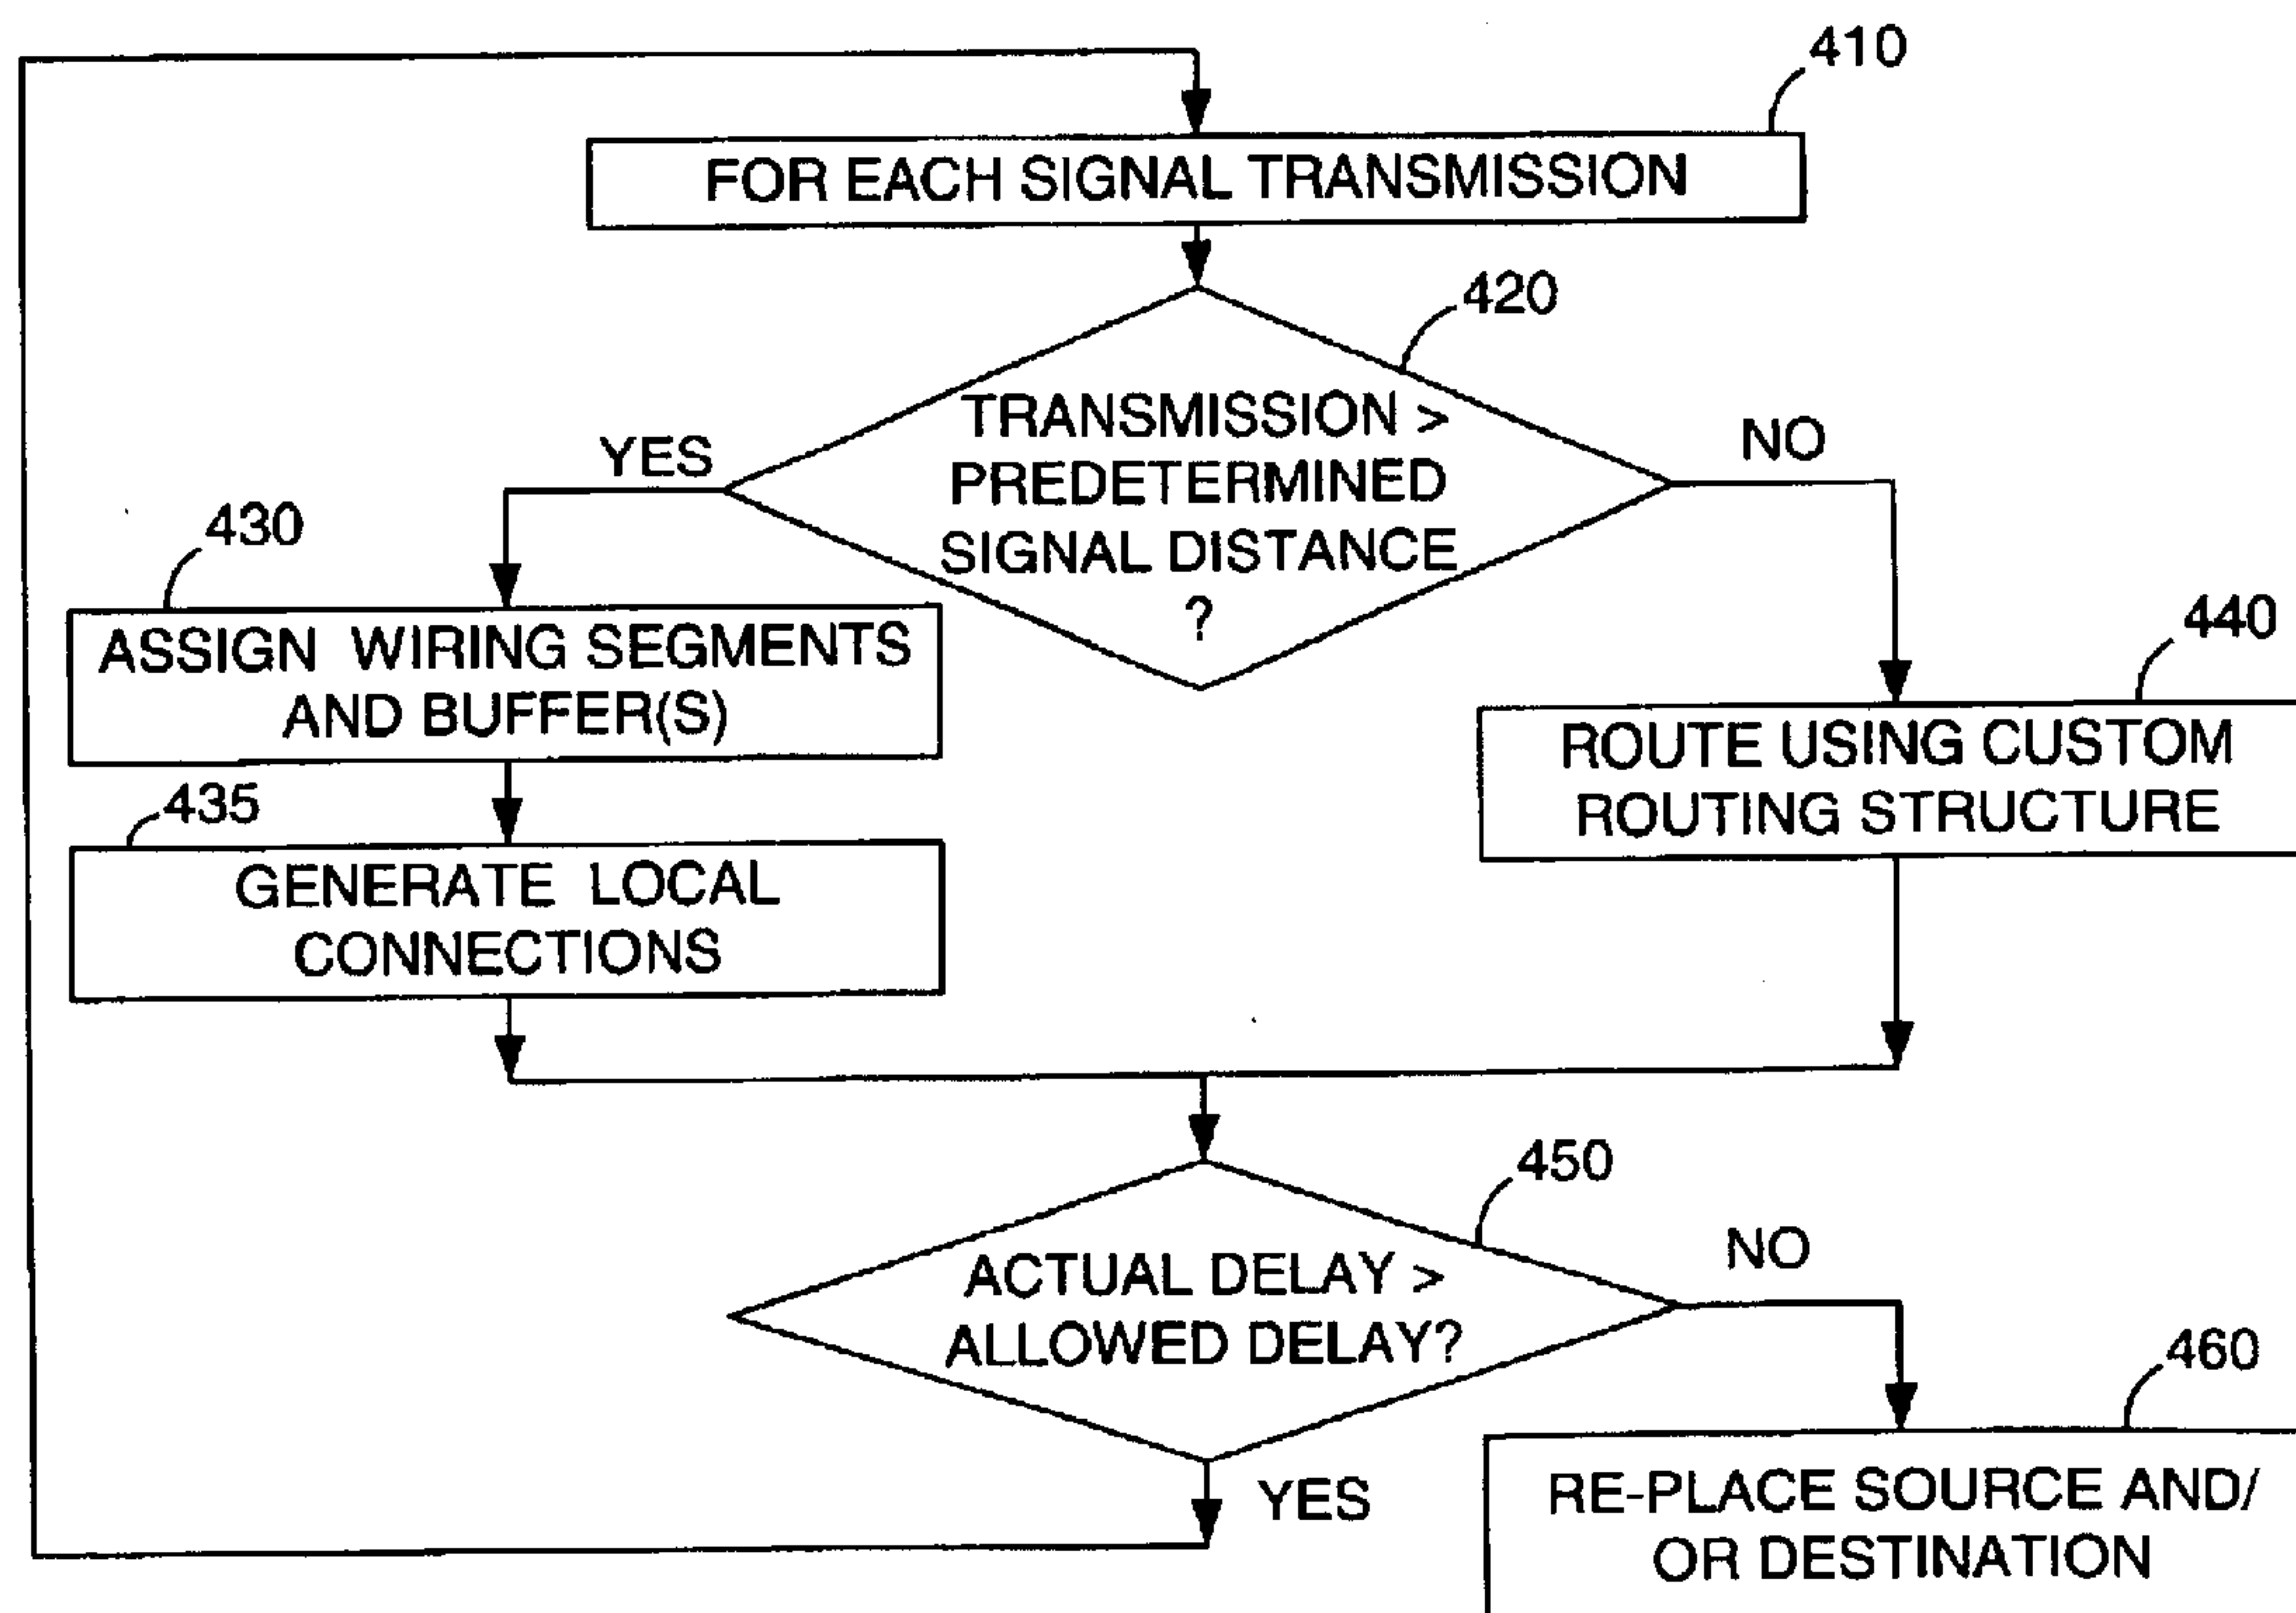 410
FOR EACH SIGNAL TRANSMISSION
420
TRANSMISSION >
PREDETERMINED
SIGNAL DISTANCE
?
YES
NO
430
ASSIGN WIRING SEGMENTS
AND BUFFER(S)
440
ROUTE USING CUSTOM
ROUTING STRUCTURE
435
GENERATE LOCAL
CONNECTIONS
450
ACTUAL DELAY >
ALLOWED DELAY?
NO
YES
460
RE-PLACE SOURCE AND/
OR DESTINATION